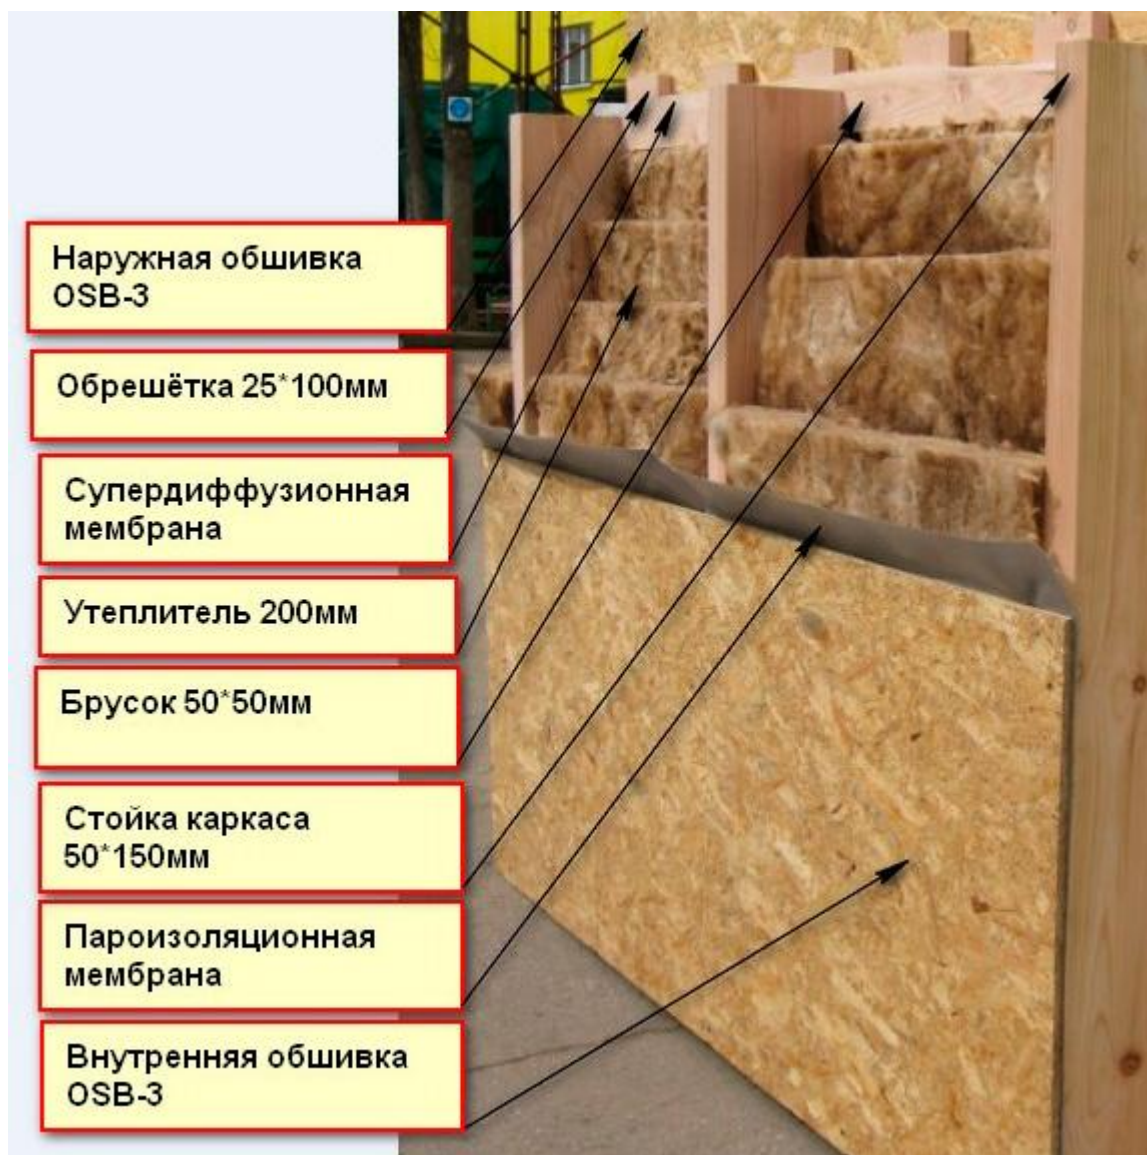 Наружная обшивка
OSB-3
Обрешётка 25*100мм
Супердиффузионная
мембрана
Утеплитель 200мм
Брусок 50*50мм
Стойка каркаса
50*150мм
Пароизоляционная
мембрана
Внутренняя обшивка
OSB-3